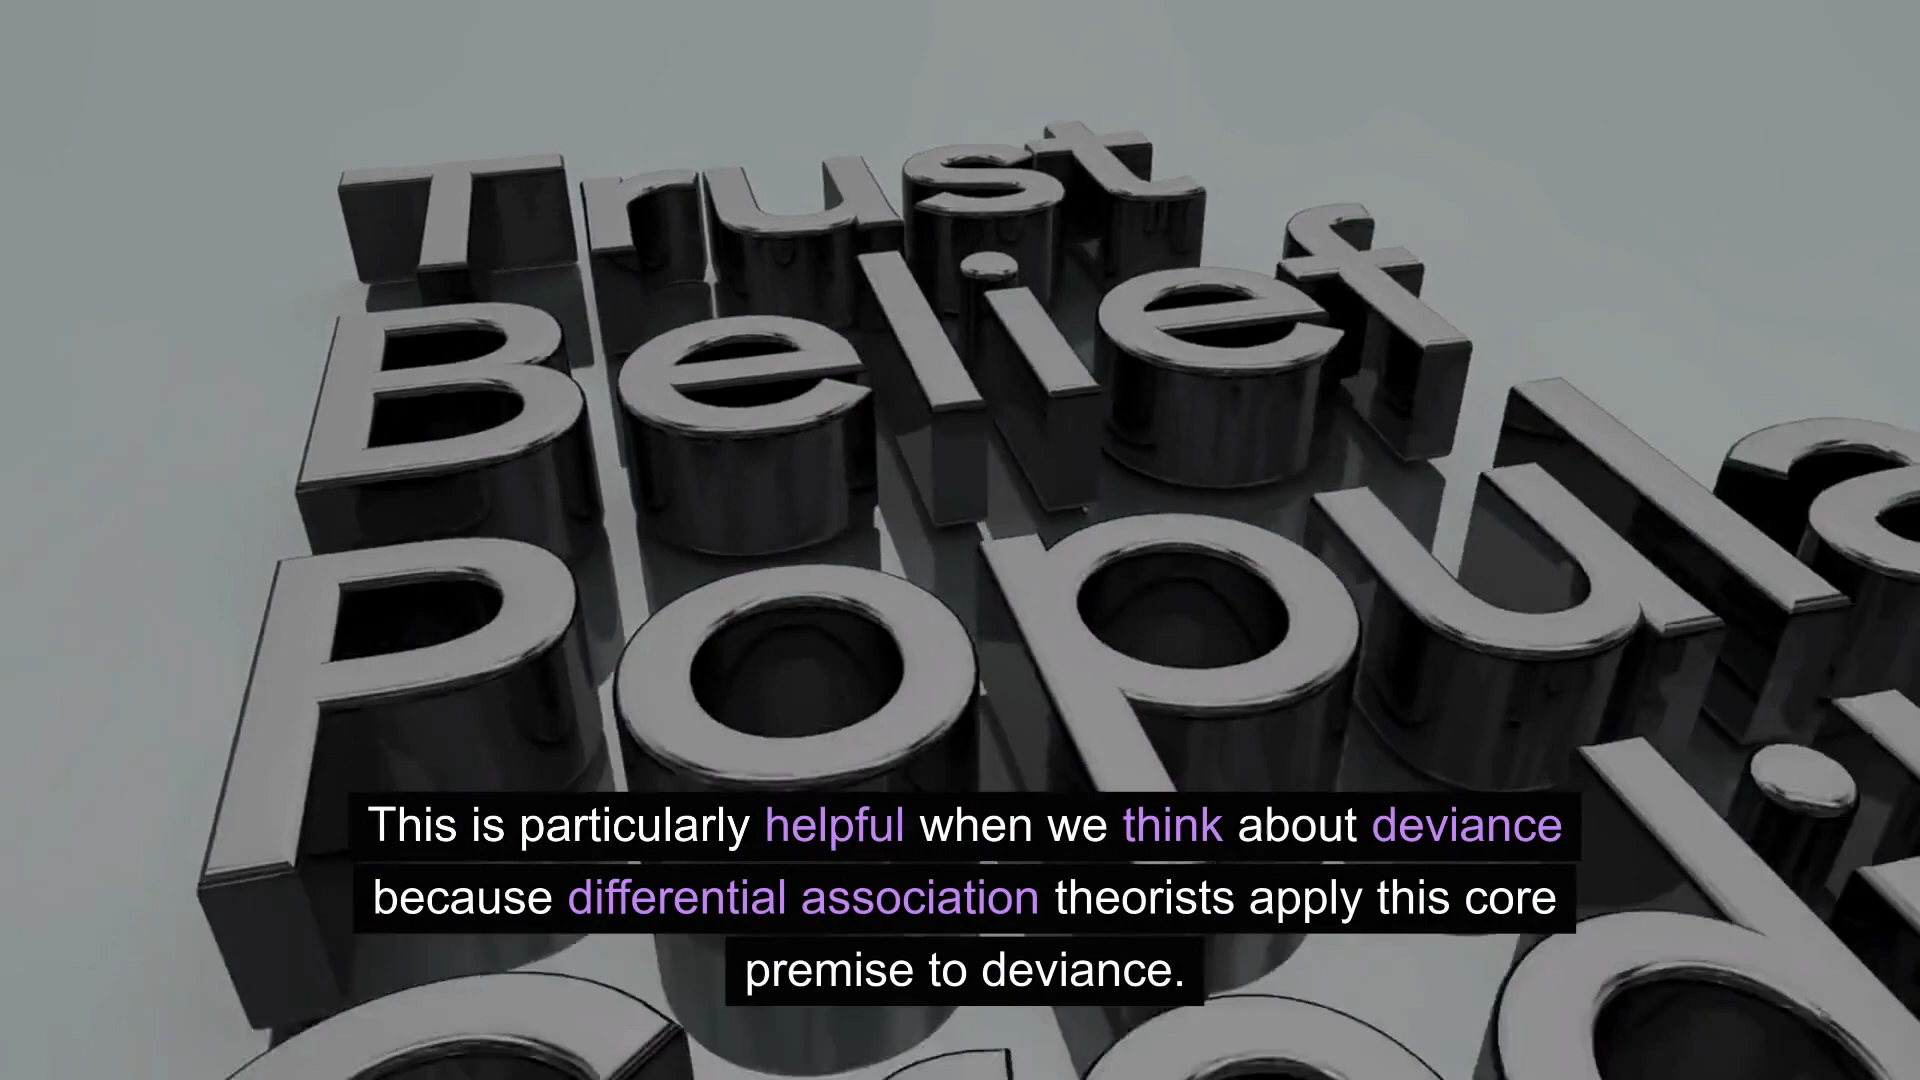 Trust
Belief
Popula
This is particularly helpful when we think about deviance
because differential association theorists apply this core
premise to deviance.